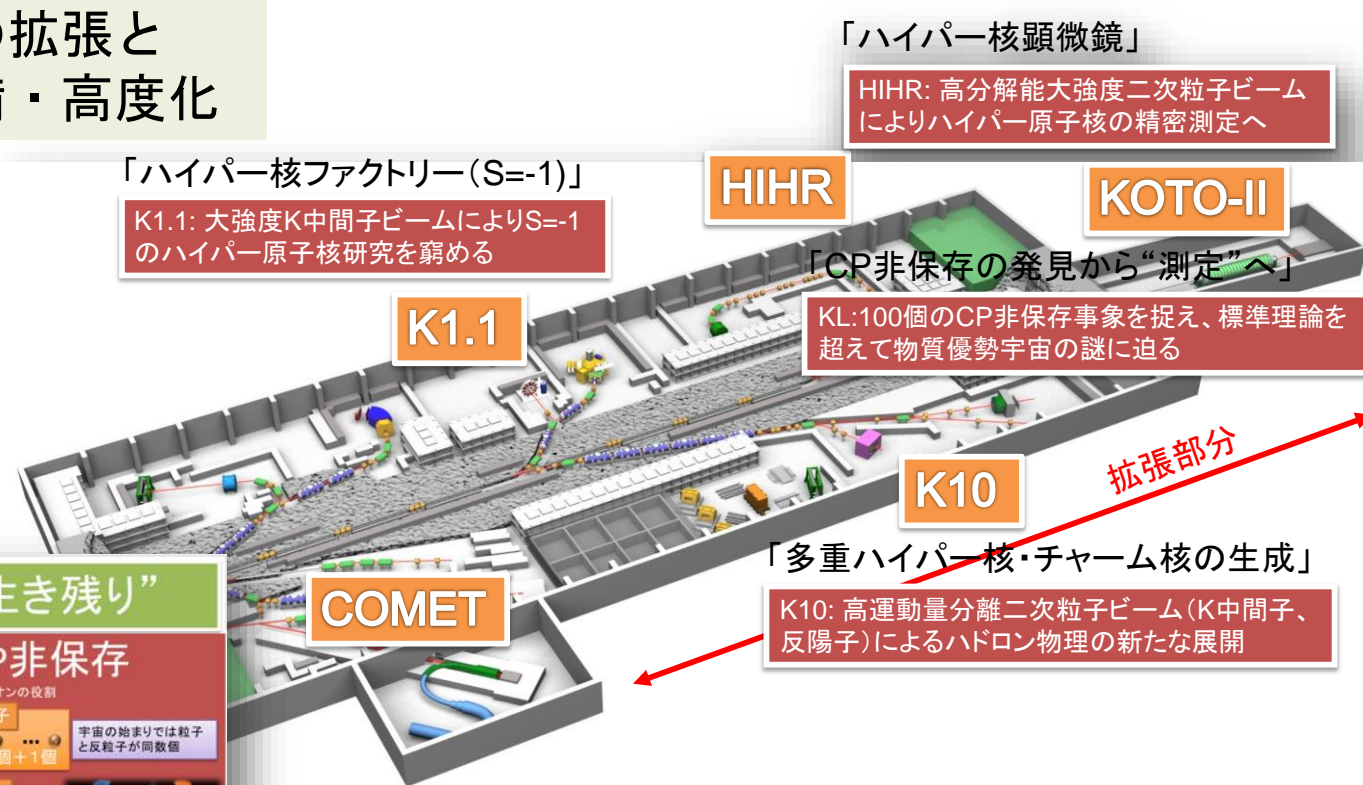 の拡張と
・高度化
「ハイパー核顕微鏡」
HIHR: 高分解能大強度二次粒子ビーム
によりハイパー原子核の精密測定へ
「ハイパー核ファクトリー(S=-1)」
K1.1: 大強度K中間子ビームによりS=-1
のハイパー原子核研究を窮める
HIHR
KOTO-II
「CP非保存の発見から“測定”へ」
KL:100個のCP非保存事象を捉え、標準理論を
超えて物質優勢宇宙の謎に迫る
K1.1
拡張部分
K10
「多重ハイパー核・チャーム核の生成」
K10: 高運動量分離二次粒子ビーム(K中間子、
反陽子)によるハドロン物理の新たな展開
COMET
生き残り”
P非保存
オンの役割
子
個+1個
宇宙の始まりでは粒子
と反粒子が同数個